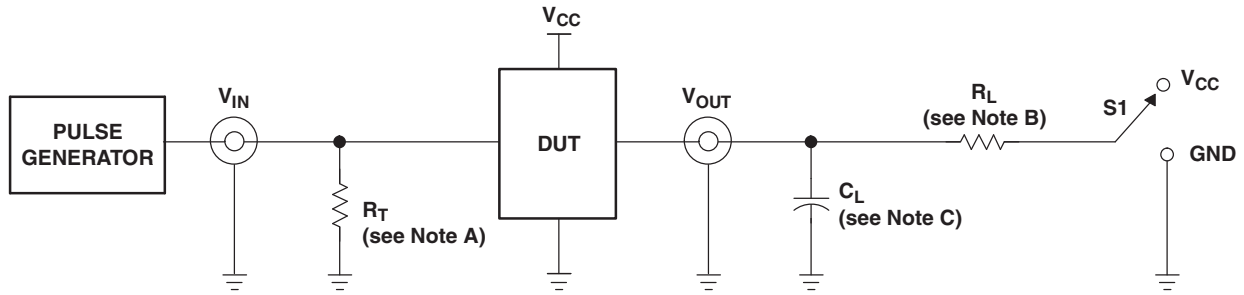 VCC
VIN
VOUT
RL
(see Note B)
VCC
S1
PULSE
GENERATOR
DUT
GND
RT
(see Note A)
CL
(see Note C)